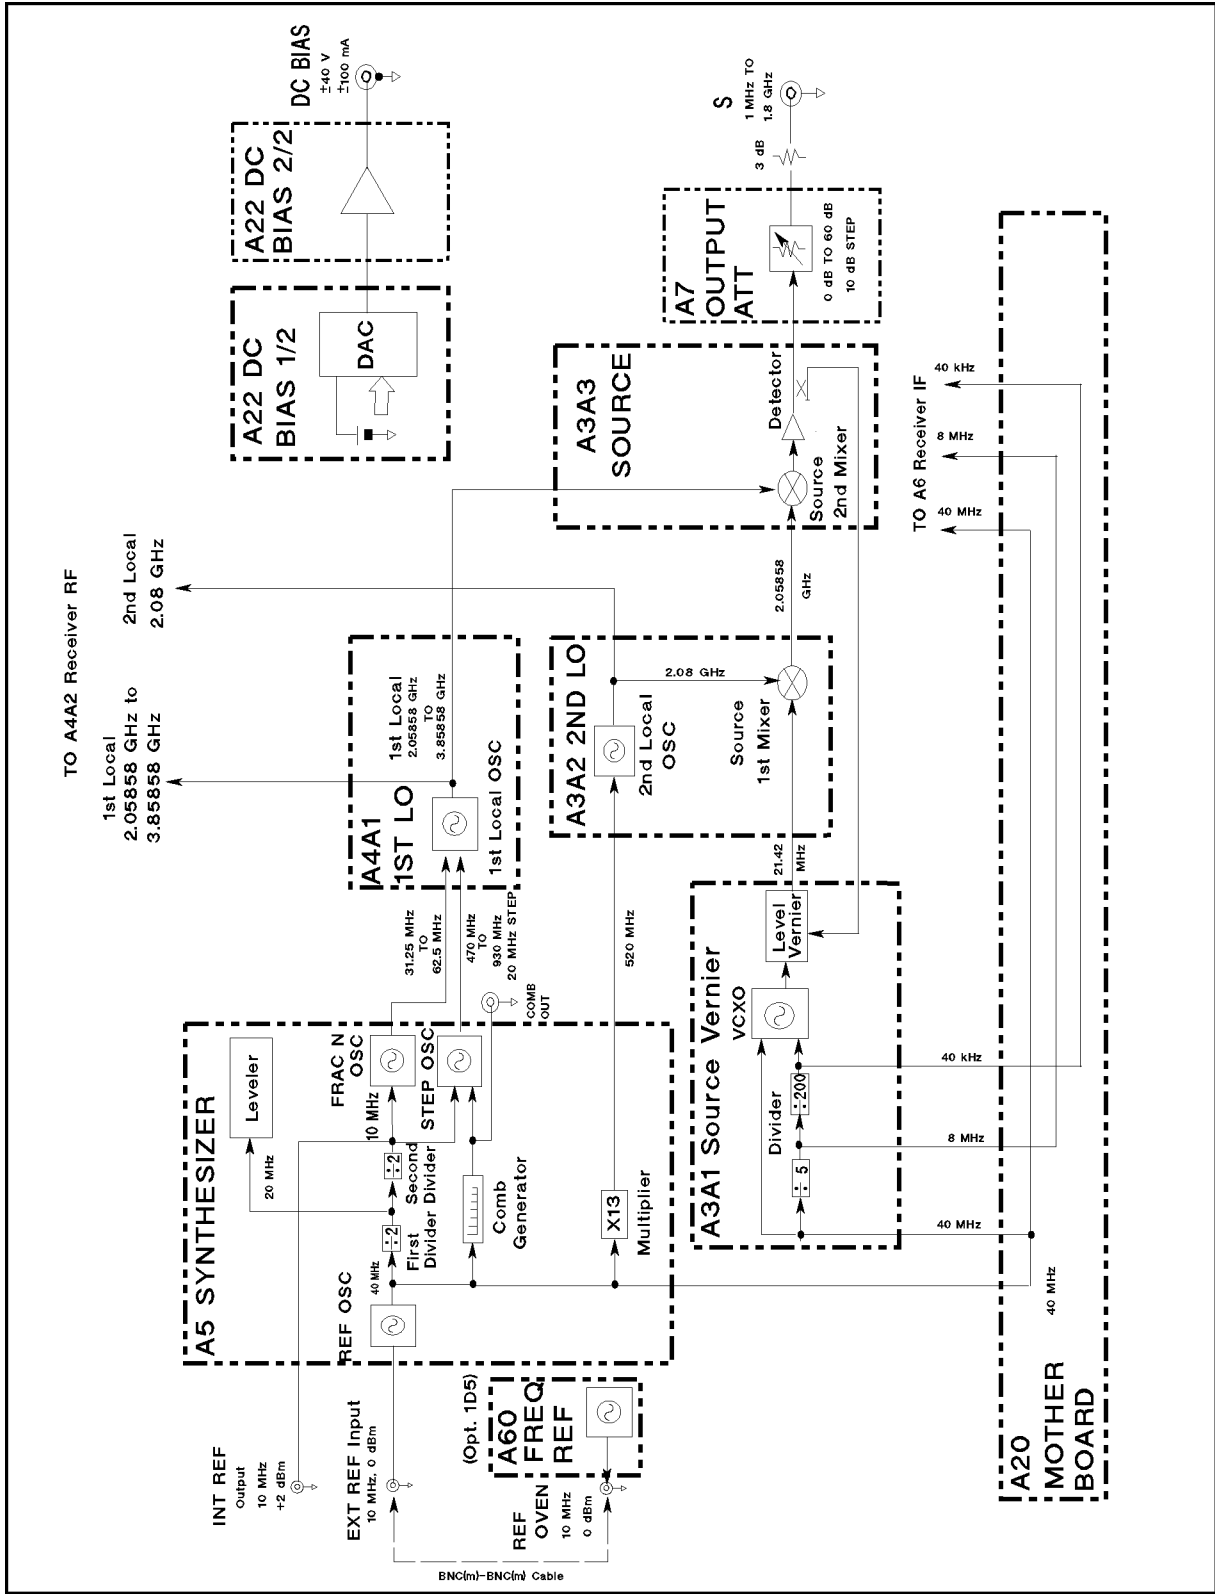 INT REF
Output
10 MHz
+2 dBm
EXT REF Input
10 MHz, 0 dBm
REF
OVEN
10 MHz
0 dBm
BNC(m)-BNC(m) Cable
(Opt. 1D5)
A60
FREQ
REF
A5 SYNTHESIZER
REF OSC
40 MHz
÷2
First
Divider
20 MHz
Leveler
÷2
Second
Divider
10 MHz
FRAC N
OSC
STEP OSC
Comb
Generator
X13
Multiplier
COMB
OUT
31.25 MHz
TO
62.5 MHz
470 MHz
TO
930 MHz
20 MHz STEP
520 MHz
A4A1
1ST LO
1st Local OSC
1st Local
2.05858 GHz
TO
3.85858 GHz
TO A4A2 Receiver RF
1st Local
2.05858 GHz to
3.85858 GHz
2nd Local
2.08 GHz
A3A1 Source Vernier
÷ 5
Divider
÷200
VCXO
Level
Vernier
40 MHz
8 MHz
40 kHz
21.42
MHz
A3A2 2ND LO
2nd Local
OSC
2.08 GHz
Source
1st Mixer
2.05858
GHz
A3A3
SOURCE
Source
2nd Mixer
Detector
A7
OUTPUT
ATT
0 dB TO 60 dB
10 dB STEP
3 dB
S
1 MHz TO
1.8 GHz
A22 DC
BIAS 1/2
DAC
A22 DC
BIAS 2/2
DC BIAS
±40 V
±100 mA
TO A6 Receiver IF
40 MHz
8 MHz
40 kHz
A20
MOTHER
BOARD
40 MHz